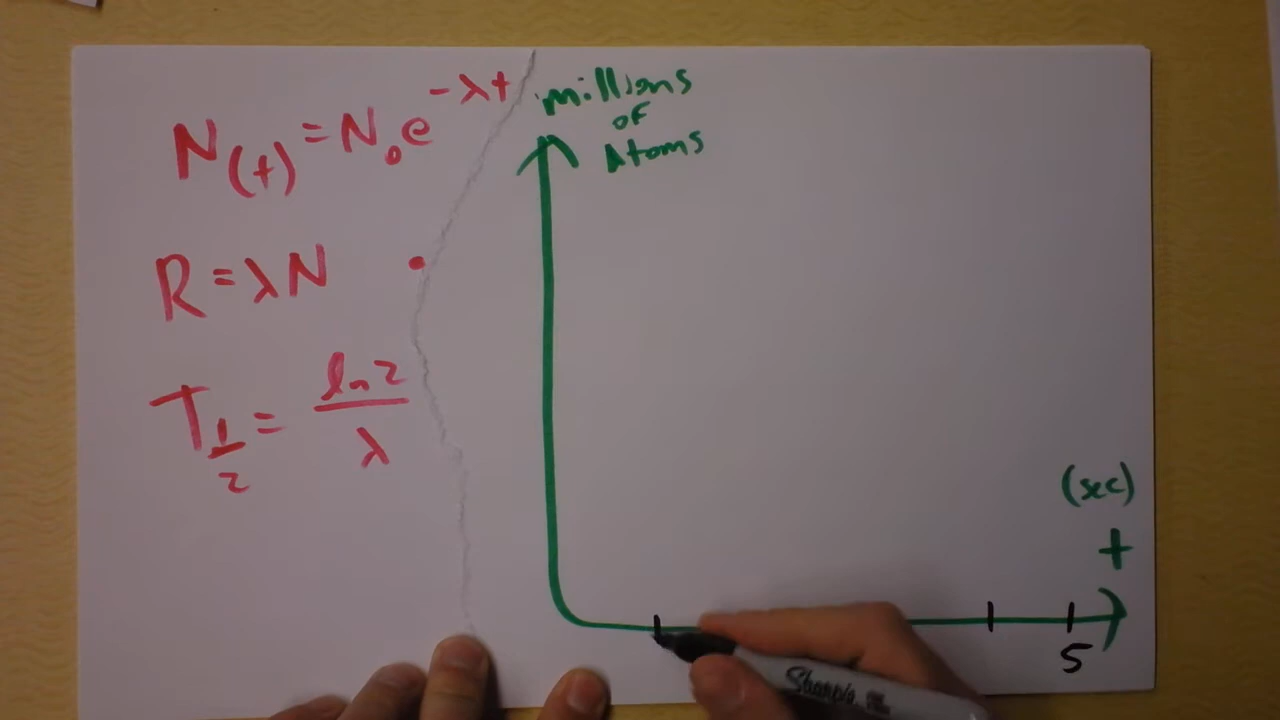 N(t) = N₀e^(-λt)
R = λN
T½ = ln2/λ
millions
of
Atoms
(sec)
t
5
Sharpie